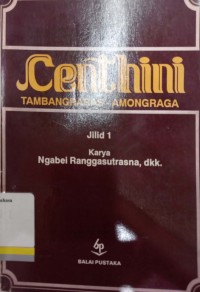 Centhini
TAMBANGRARAS - AMONGRAGA
Jilid 1
Karya
Ngabei Ranggasutrasna, dkk.
BALAI PUSTAKA